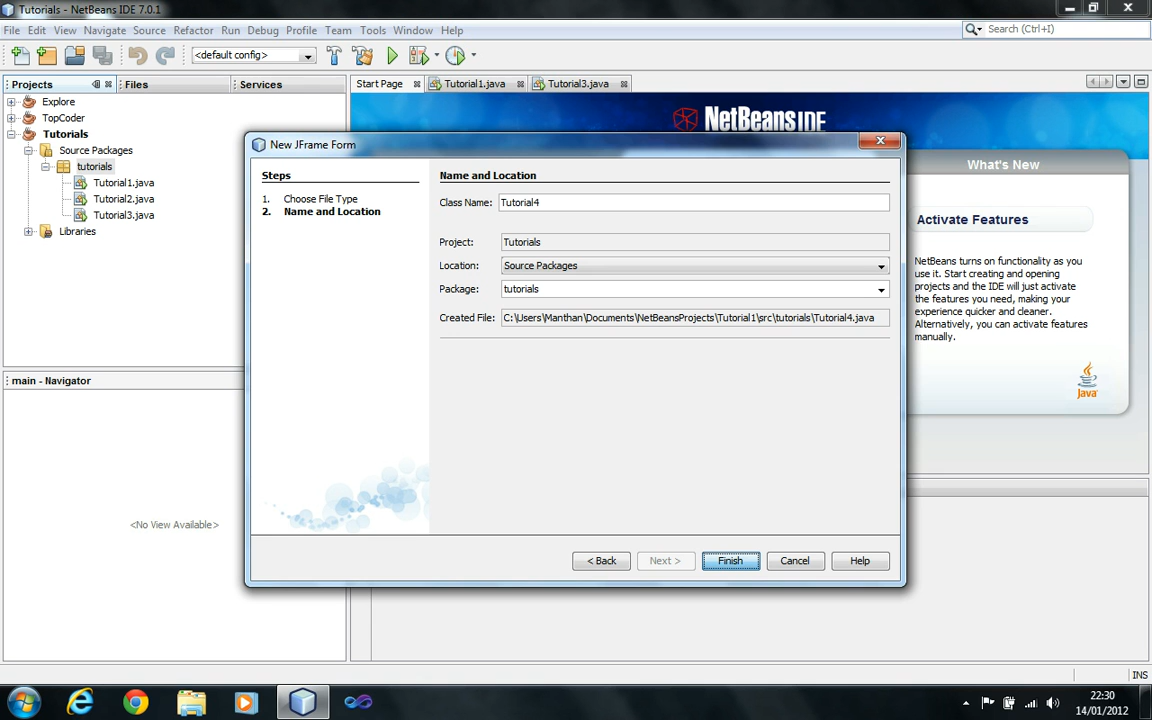 Tutorials - NetBeans IDE 7.0.1
File Edit View Navigate Source Refactor Run Debug Profile Team Tools Window Help
Search (Ctrl+I)
<default config>
Projects
Files
Services
Start Page
Tutorial1.java
Tutorial3.java
Explore
TopCoder
Tutorials
Source Packages
tutorials
Tutorial1.java
Tutorial2.java
Tutorial3.java
Libraries
NetBeans IDE
New JFrame Form
Steps
1. Choose File Type
2. Name and Location
Name and Location
Class Name: Tutorial4
Project: Tutorials
Location: Source Packages
Package: tutorials
Created File: C:\Users\Manthan\Documents\NetBeansProjects\Tutorial1\src\tutorials\Tutorial4.java
< Back
Next >
Finish
Cancel
Help
What's New
Activate Features
NetBeans turns on functionality as you
use it. Start creating and opening
projects and the IDE will just activate
the features you need, making your
experience quicker and cleaner.
Alternatively, you can activate features
manually.
Java
main - Navigator
<No View Available>
INS
22:30
14/01/2012